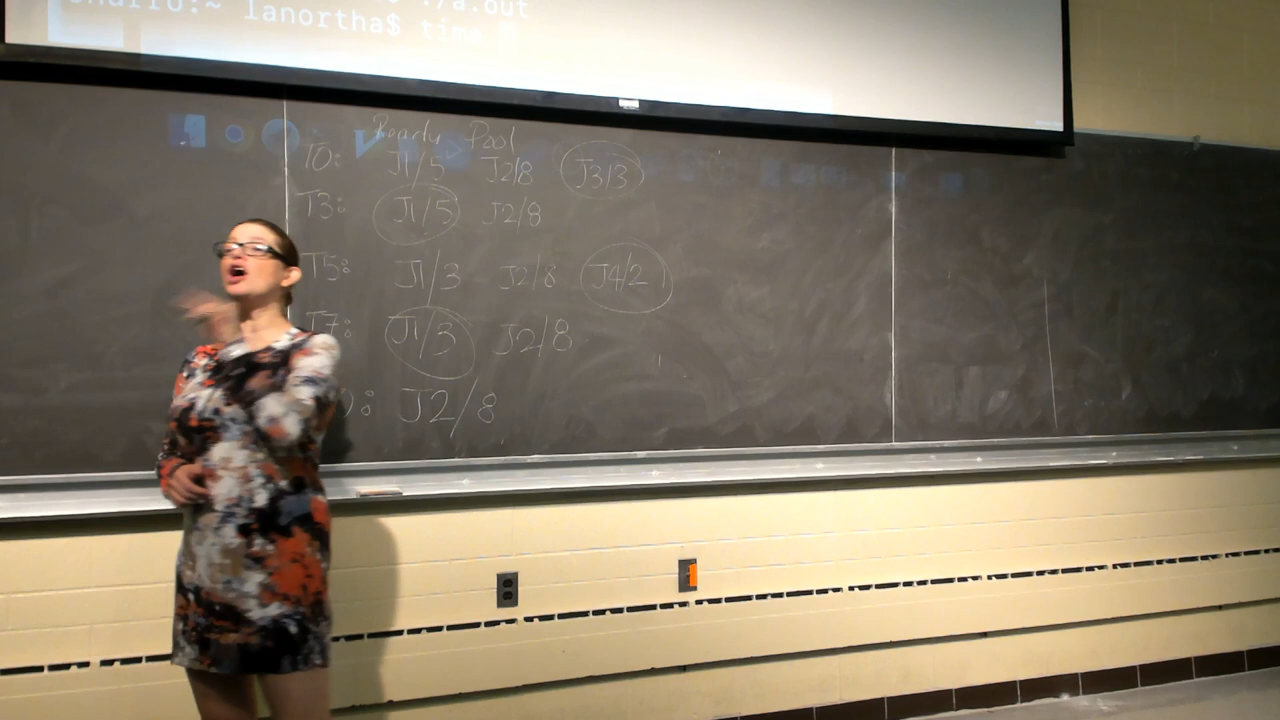 ./a.out
:~ lanortha$ time
Ready Pool
T0: J1/5 J2/8 J3/3
T3: J1/5 J2/8
T5: J1/3 J2/8 J4/2
T7: J1/3 J2/8
: J2/8